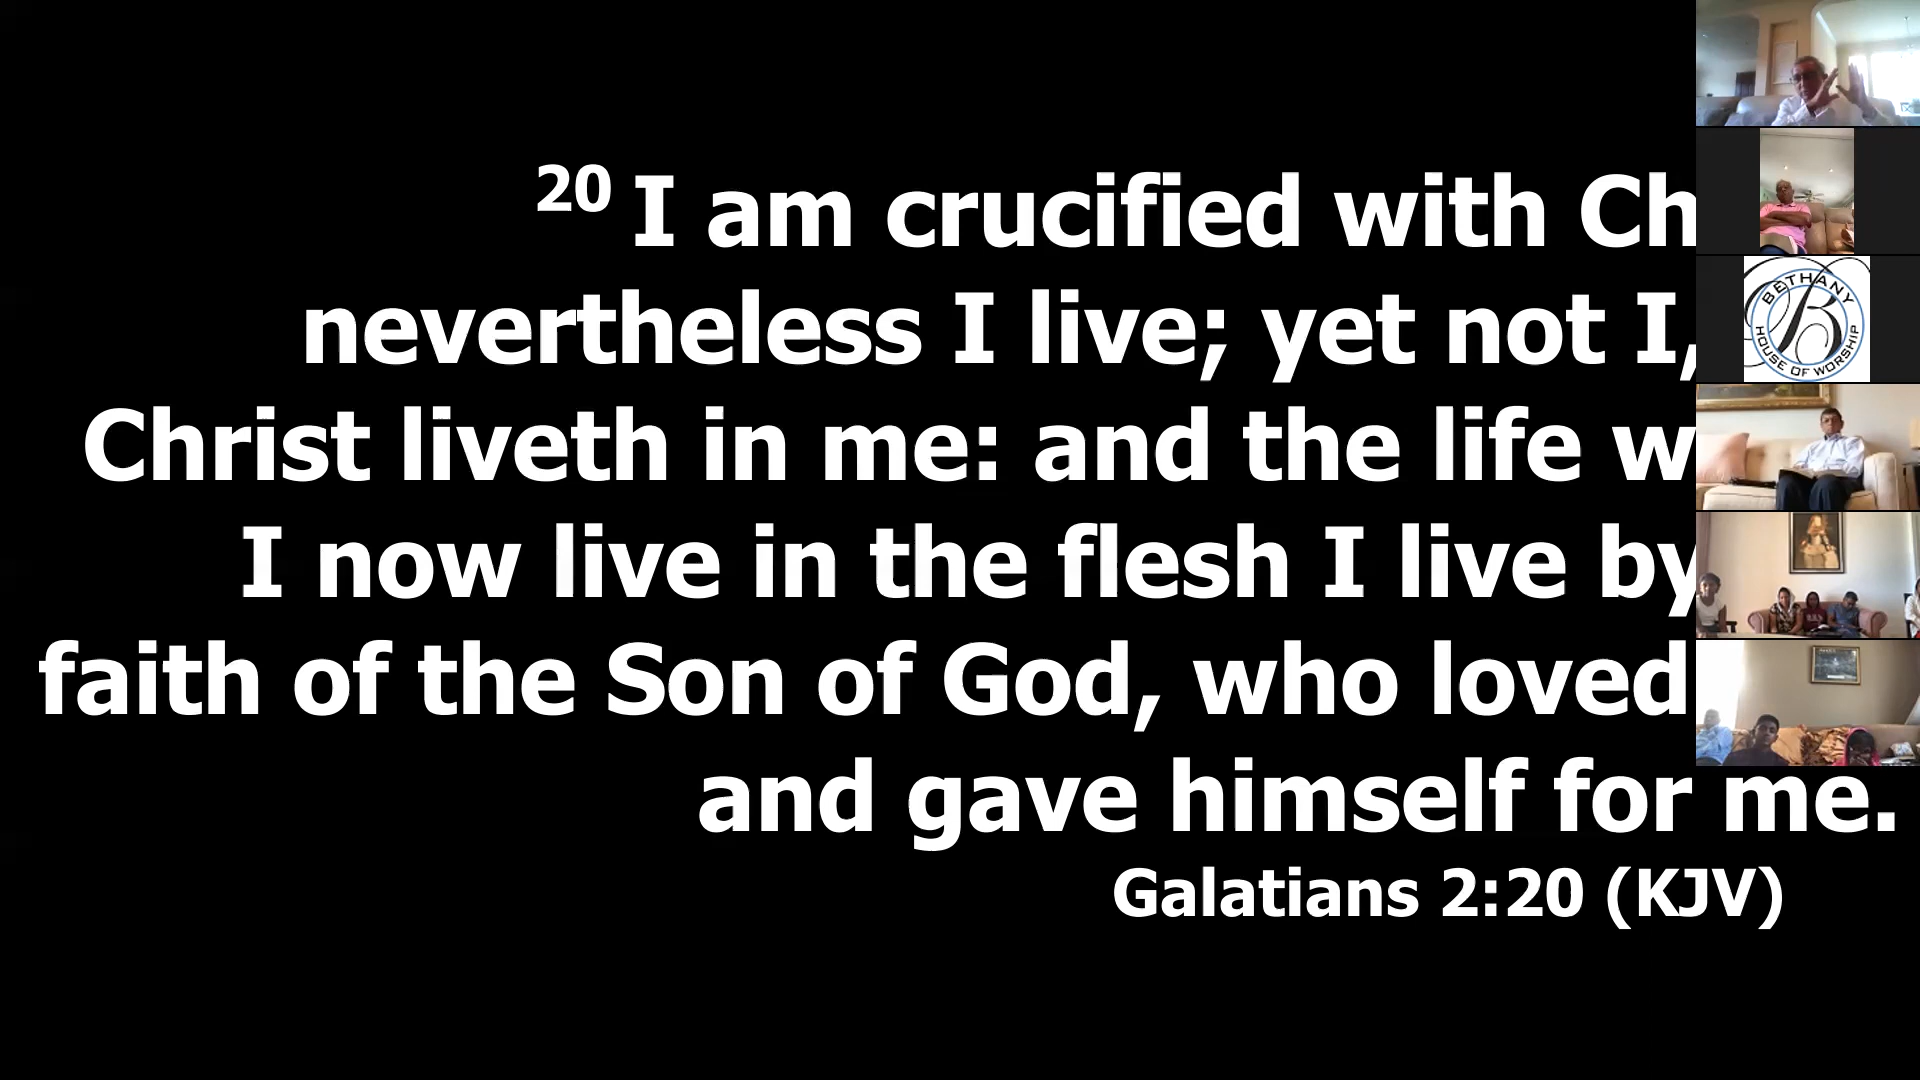 20 I am crucified with Ch
nevertheless I live; yet not I,
Christ liveth in me: and the life w
I now live in the flesh I live by
faith of the Son of God, who loved
and gave himself for me.
Galatians 2:20 (KJV)
BETHANY
B
HOUSE OF WORSHIP